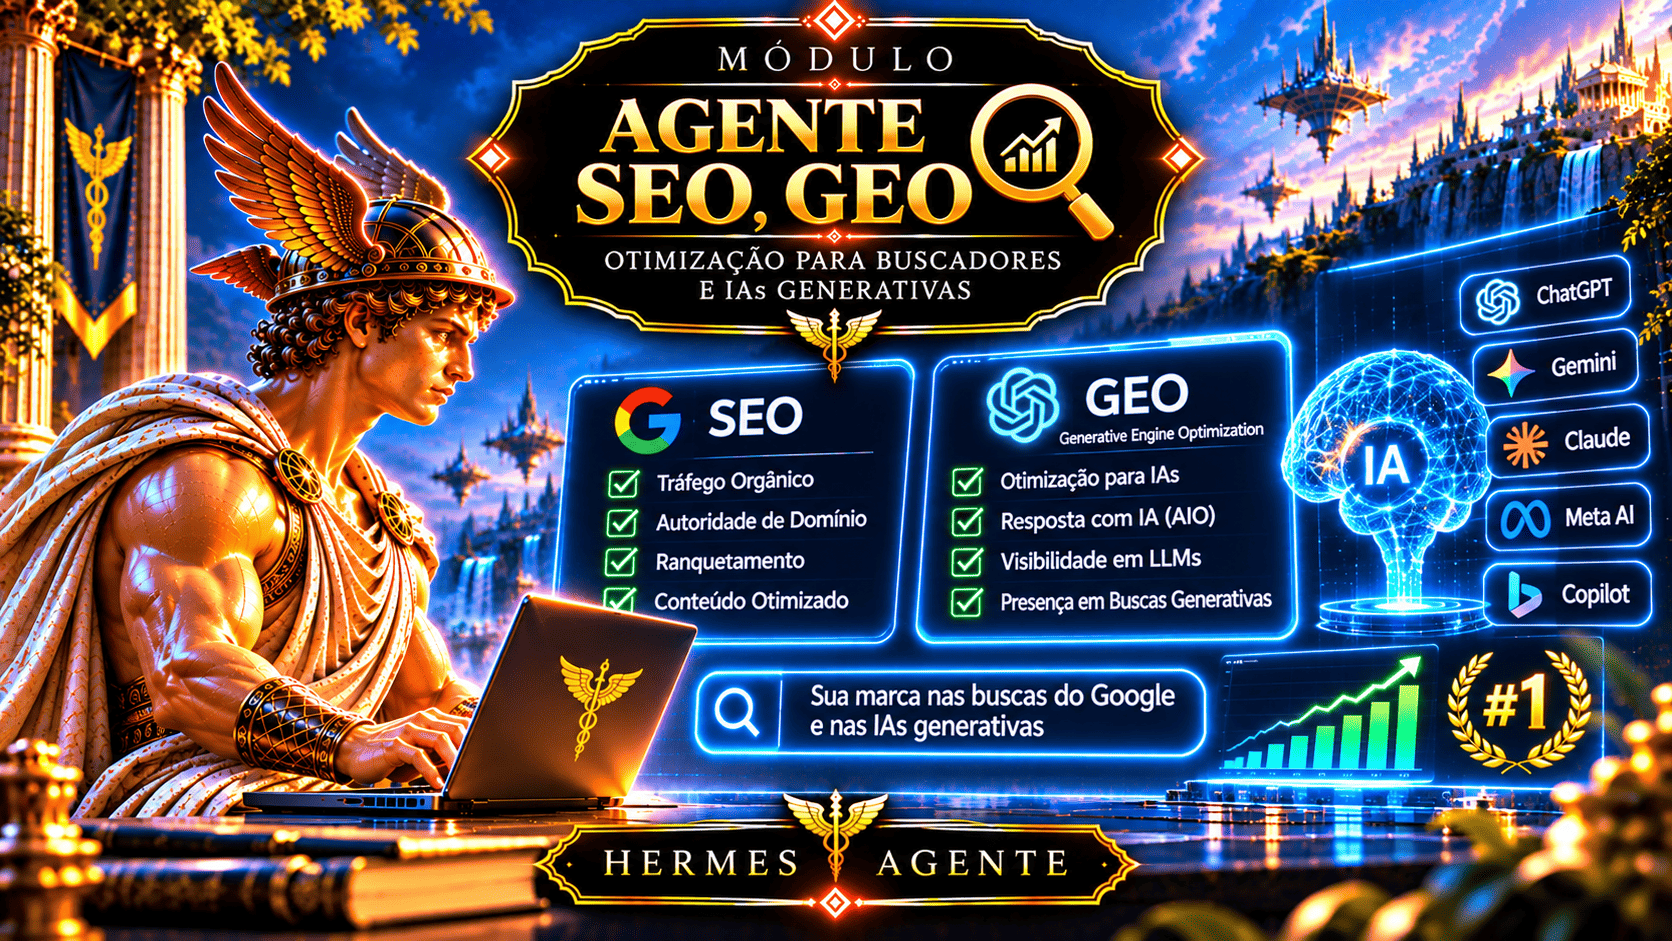 MÓDULO
AGENTE
SEO, GEO
OTIMIZAÇÃO PARA BUSCADORES
E IAs GENERATIVAS
SEO
Tráfego Orgânico
Autoridade de Domínio
Ranquetamento
Conteúdo Otimizado
GEO
Generative Engine Optimization
Otimização para IAs
Resposta com IA (AIO)
Visibilidade em LLMs
Presença em Buscas Generativas
IA
ChatGPT
Gemini
Claude
Meta AI
Copilot
Sua marca nas buscas do Google
e nas IAs generativas
#1
HERMES AGENTE